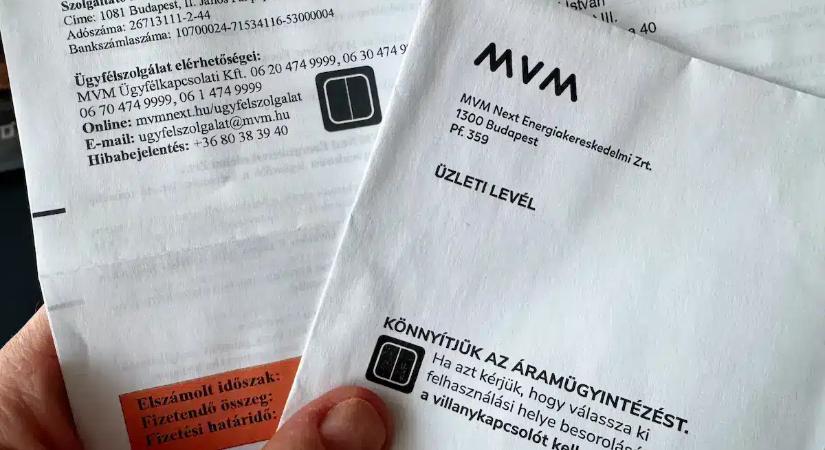 Címe: 1081 Budapest, II. János
Adószáma: 26713111-2-44
Bankszámlaszáma: 10700024-71534116-53000004
Ügyfélszolgálat elérhetőségei:
MVM Ügyfélkapcsolati Kft. 06 20 474 9999, 06 30 474
06 70 474 9999, 06 1 474 9999
Online: mvmnext.hu/ugyfelszolgalat
E-mail: ugyfelszolgalat@mvm.hu
Hibabejelentés: +36 80 38 39 40
Elszámolt időszak:
Fizetendő összeg:
Fizetési határidő:
István
III.
40
MVM
MVM Next Energiakereskedelmi Zrt.
1300 Budapest
Pf. 359
ÜZLETI LEVÉL
KÖNNYÍTJÜK AZ ÁRAMÜGYINTÉZÉST.
Ha azt kérjük, hogy válassza ki
felhasználási helye besorolás
a villanykapcsolót kell